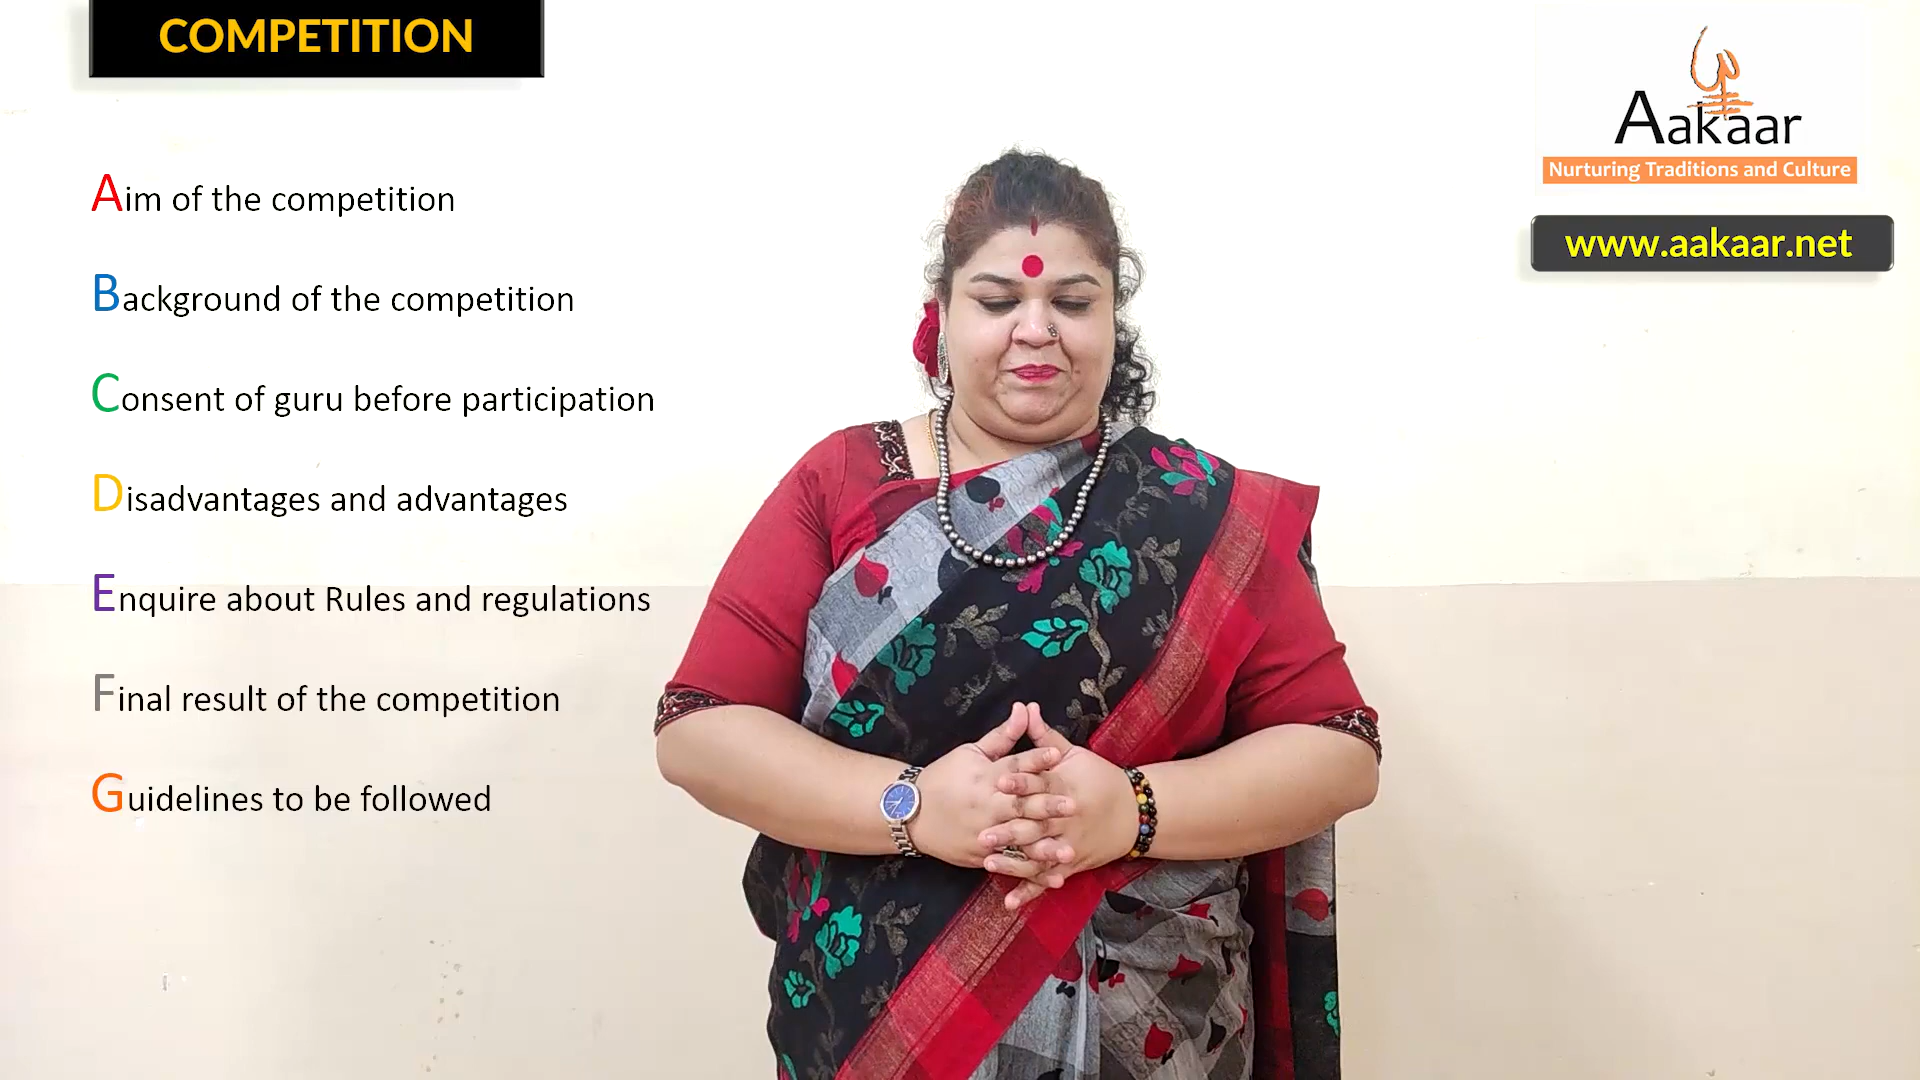 COMPETITION
Aim of the competition
Background of the competition
Consent of guru before participation
Disadvantages and advantages
Enquire about Rules and regulations
Final result of the competition
Guidelines to be followed
Aakaar
Nurturing Traditions and Culture
www.aakaar.net